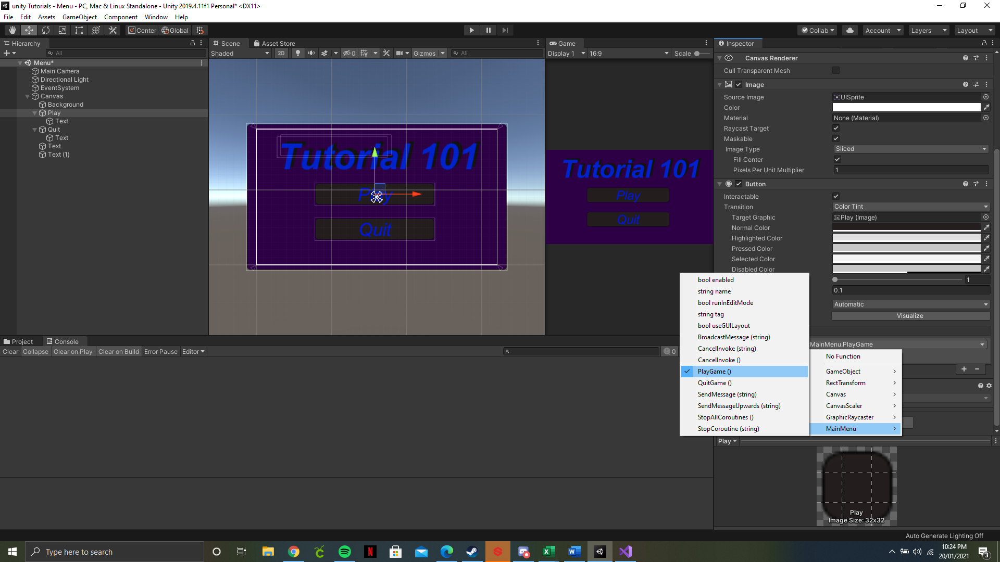 unity Tutorials - Menu - PC, Mac & Linux Standalone - Unity 2019.4.11f1 Personal* <DX11>
File Edit Assets GameObject Component Window Help
Center Global Collab Account Layers Layout
Hierarchy
All
Menu*
Main Camera
Directional Light
EventSystem
Canvas
Background
Play
Text
Quit
Text
Text
Text (1)
Scene Asset Store
Shaded 2D 0 Gizmos All
Tutorial 101
Play
Quit
Game
Display 1 16:9 Scale
Tutorial 101
Play
Quit
Inspector
Canvas Renderer
Cull Transparent Mesh
Image
Source Image UISprite
Color
Material None (Material)
Raycast Target
Maskable
Image Type Sliced
Fill Center
Pixels Per Unit Multiplier 1
Button
Interactable
Transition Color Tint
Target Graphic Play (Image)
Normal Color
Highlighted Color
Pressed Color
Selected Color
Disabled Color
1
0.1
Automatic
Visualize
MainMenu.PlayGame
bool enabled
string name
bool runInEditMode
string tag
bool useGUILayout
BroadcastMessage (string)
CancelInvoke (string)
CancelInvoke ()
PlayGame ()
QuitGame ()
SendMessage (string)
SendMessageUpwards (string)
StopAllCoroutines ()
StopCoroutine (string)
No Function
GameObject
RectTransform
Canvas
CanvasScaler
GraphicRaycaster
MainMenu
Play
Play
Image Size: 32x32
Project Console
Clear Collapse Clear on Play Clear on Build Error Pause Editor 0
Auto Generate Lighting Off
Type here to search
10:24 PM
20/01/2021
3